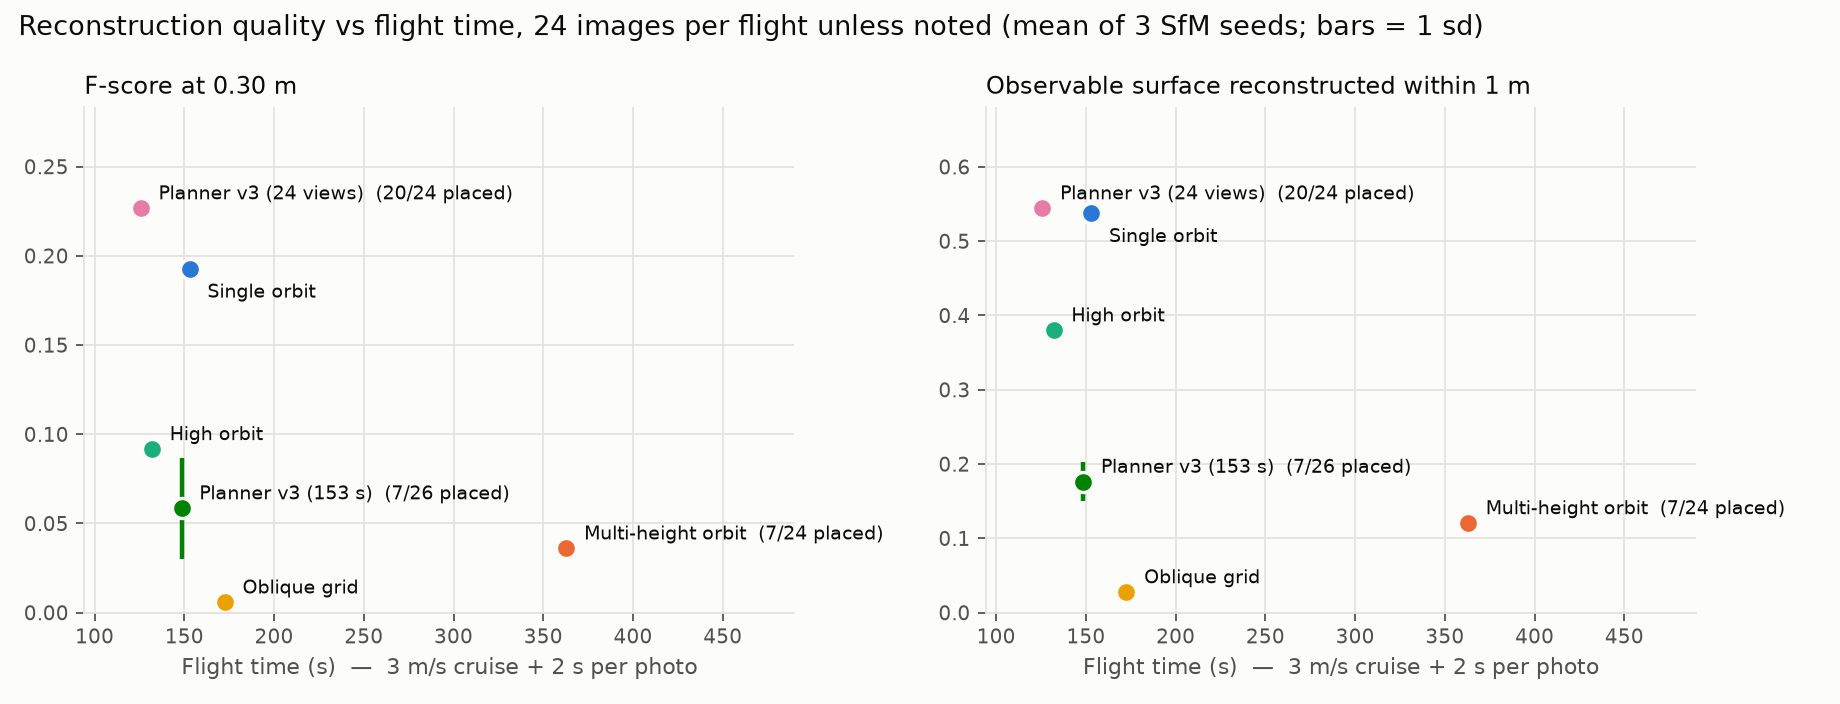 Reconstruction quality vs flight time, 24 images per flight unless noted (mean of 3 SfM seeds; bars = 1 sd)
F-score at 0.30 m
0.25
0.20
0.15
0.10
0.05
0.00
Planner v3 (24 views)  (20/24 placed)
Single orbit
High orbit
Planner v3 (153 s)  (7/26 placed)
Multi-height orbit  (7/24 placed)
Oblique grid
100 150 200 250 300 350 400 450
Flight time (s)  —  3 m/s cruise + 2 s per photo
Observable surface reconstructed within 1 m
0.6
0.5
0.4
0.3
0.2
0.1
0.0
Planner v3 (24 views)  (20/24 placed)
Single orbit
High orbit
Planner v3 (153 s)  (7/26 placed)
Multi-height orbit  (7/24 placed)
Oblique grid
100 150 200 250 300 350 400 450
Flight time (s)  —  3 m/s cruise + 2 s per photo